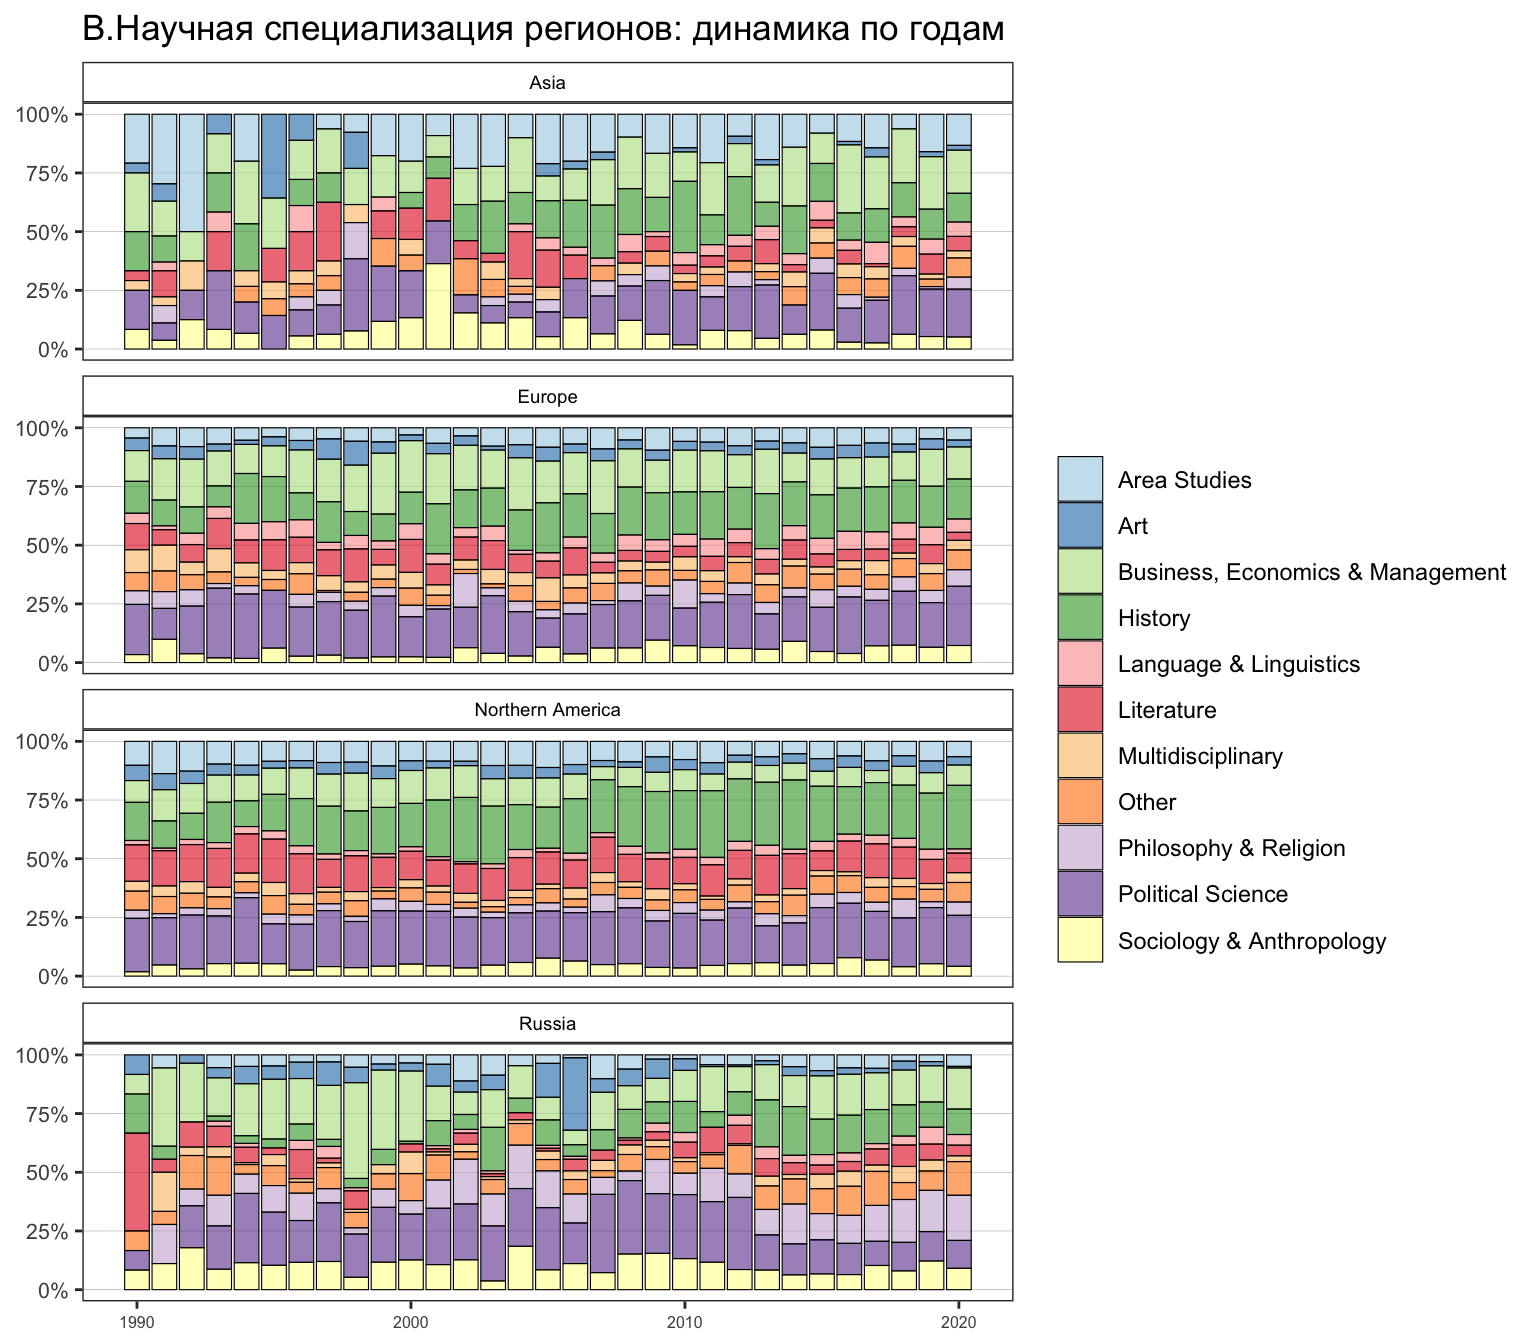 В.Научная специализация регионов: динамика по годам
Asia
100%
75%
50%
25%
0%
Europe
100%
75%
50%
25%
0%
Northern America
100%
75%
50%
25%
0%
Russia
100%
75%
50%
25%
0%
1990 2000 2010 2020
Area Studies
Art
Business, Economics & Management
History
Language & Linguistics
Literature
Multidisciplinary
Other
Philosophy & Religion
Political Science
Sociology & Anthropology